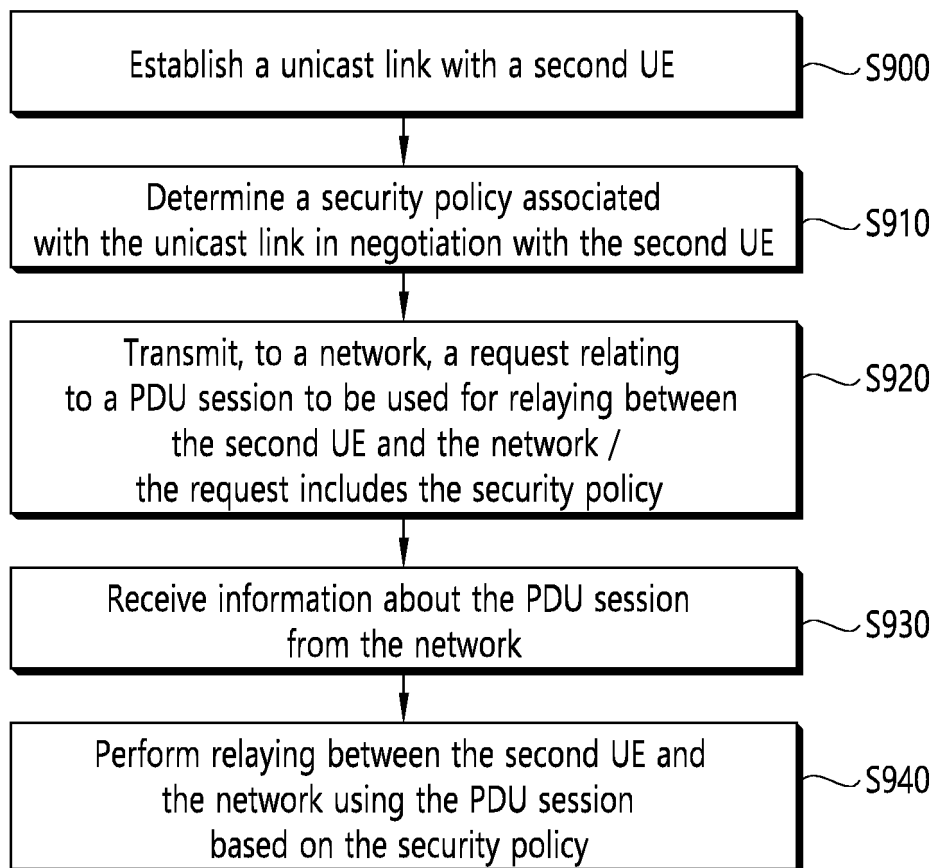 Establish a unicast link with a second UE
S900
Determine a security policy associated
with the unicast link in negotiation with the second UE
S910
Transmit, to a network, a request relating
to a PDU session to be used for relaying between
the second UE and the network /
the request includes the security policy
S920
Receive information about the PDU session
from the network
S930
Perform relaying between the second UE and
the network using the PDU session
based on the security policy
S940